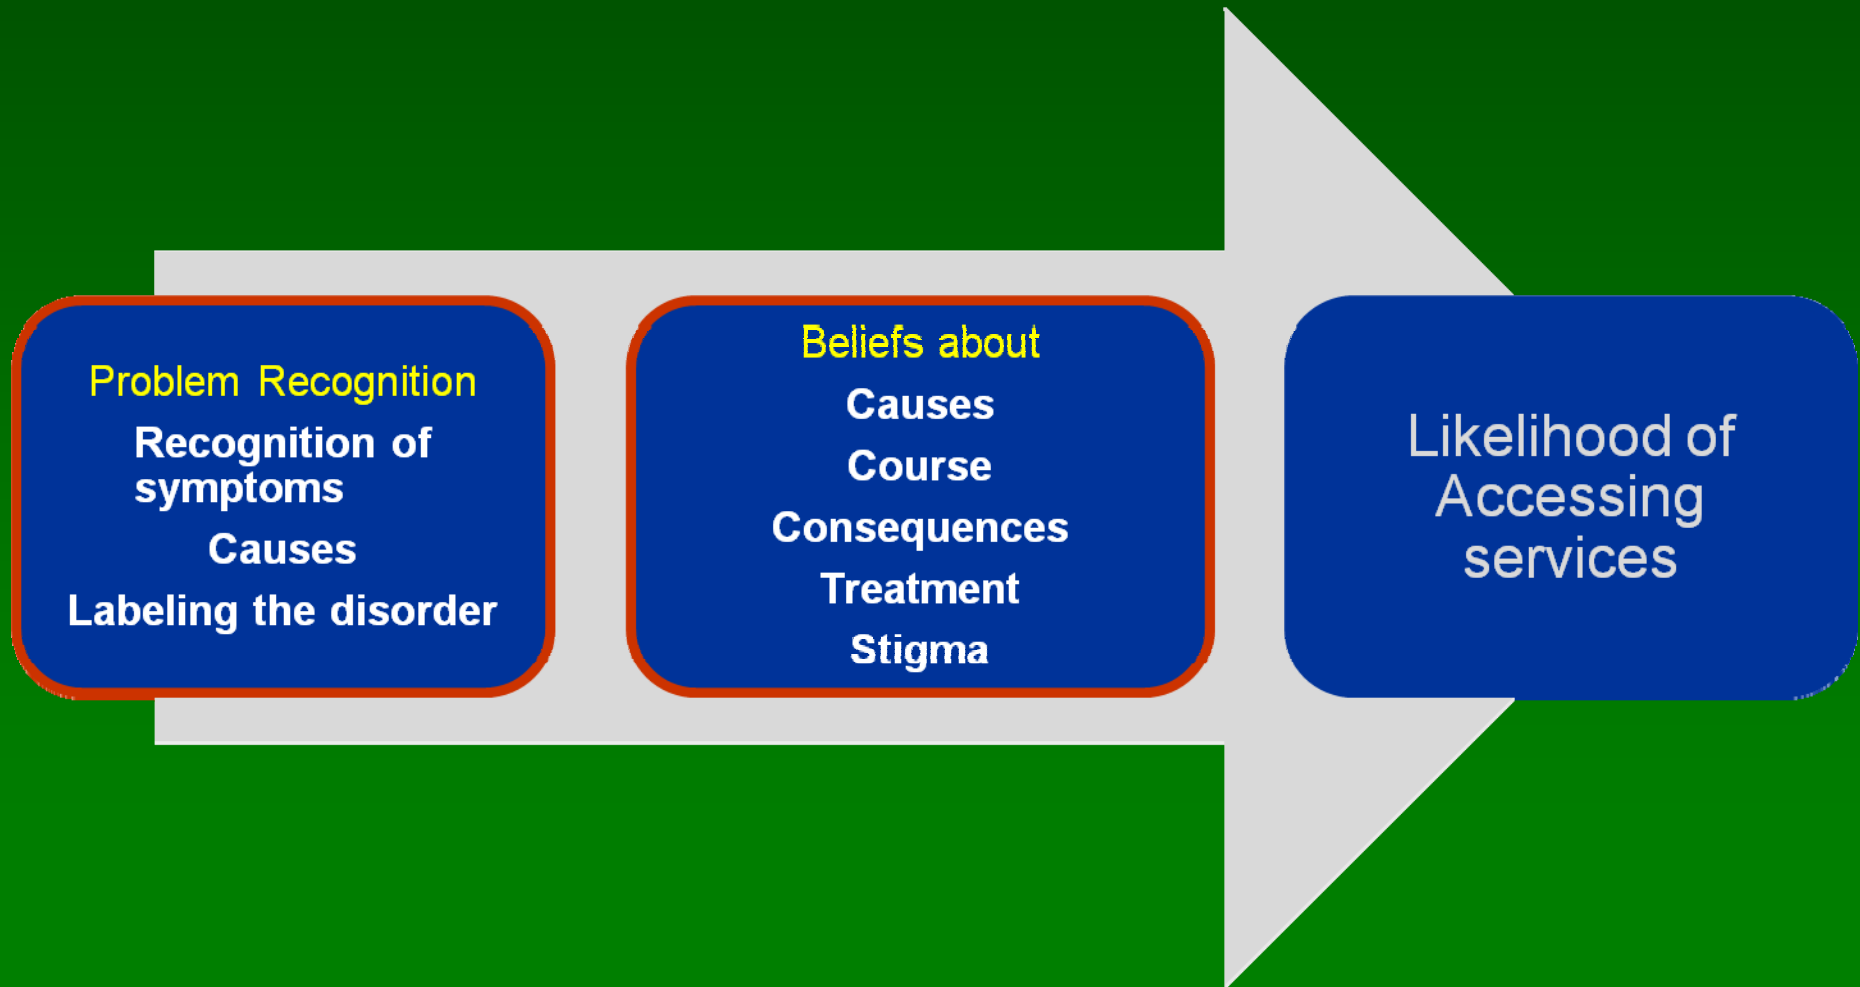 Problem Recognition
Recognition of
symptoms
Causes
Labeling the disorder
Beliefs about
Causes
Course
Consequences
Treatment
Stigma
Likelihood of
Accessing
services